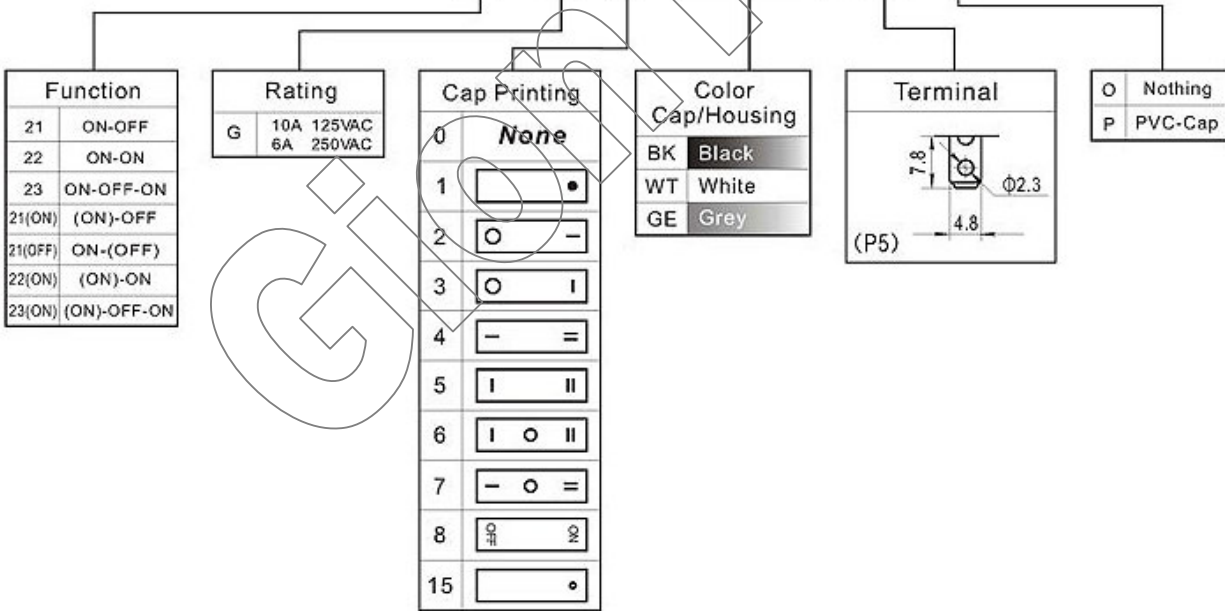 Function
21 ON-OFF
22 ON-ON
23 ON-OFF-ON
21(ON) (ON)-OFF
21(OFF) ON-(OFF)
22(ON) (ON)-ON
23(ON) (ON)-OFF-ON
Rating
G 10A 125VAC
6A 250VAC
Cap Printing
0 None
1 •
2 O —
3 O I
4 — =
5 I II
6 I O II
7 — O =
8 OFF ON
15 o
Color
Cap/Housing
BK Black
WT White
GE Grey
Terminal
7.8
Φ2.3
4.8
(P5)
O Nothing
P PVC-Cap